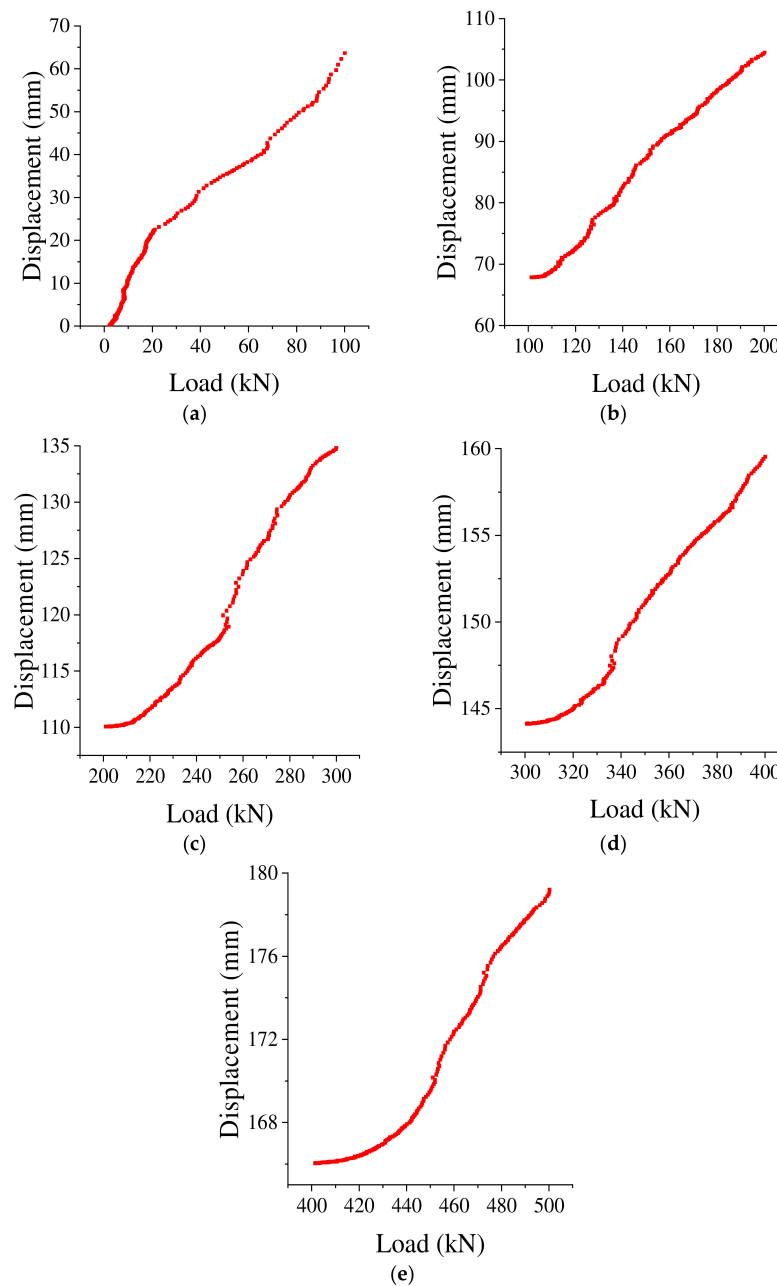 70
60
50
40
30
20
10
0
Displacement (mm)
0 20 40 60 80 100
Load (kN)
(a)
110
100
90
80
70
60
Displacement (mm)
100 120 140 160 180 200
Load (kN)
(b)
135
130
125
120
115
110
Displacement (mm)
200 220 240 260 280 300
Load (kN)
(c)
160
155
150
145
Displacement (mm)
300 320 340 360 380 400
Load (kN)
(d)
180
176
172
168
Displacement (mm)
400 420 440 460 480 500
Load (kN)
(e)